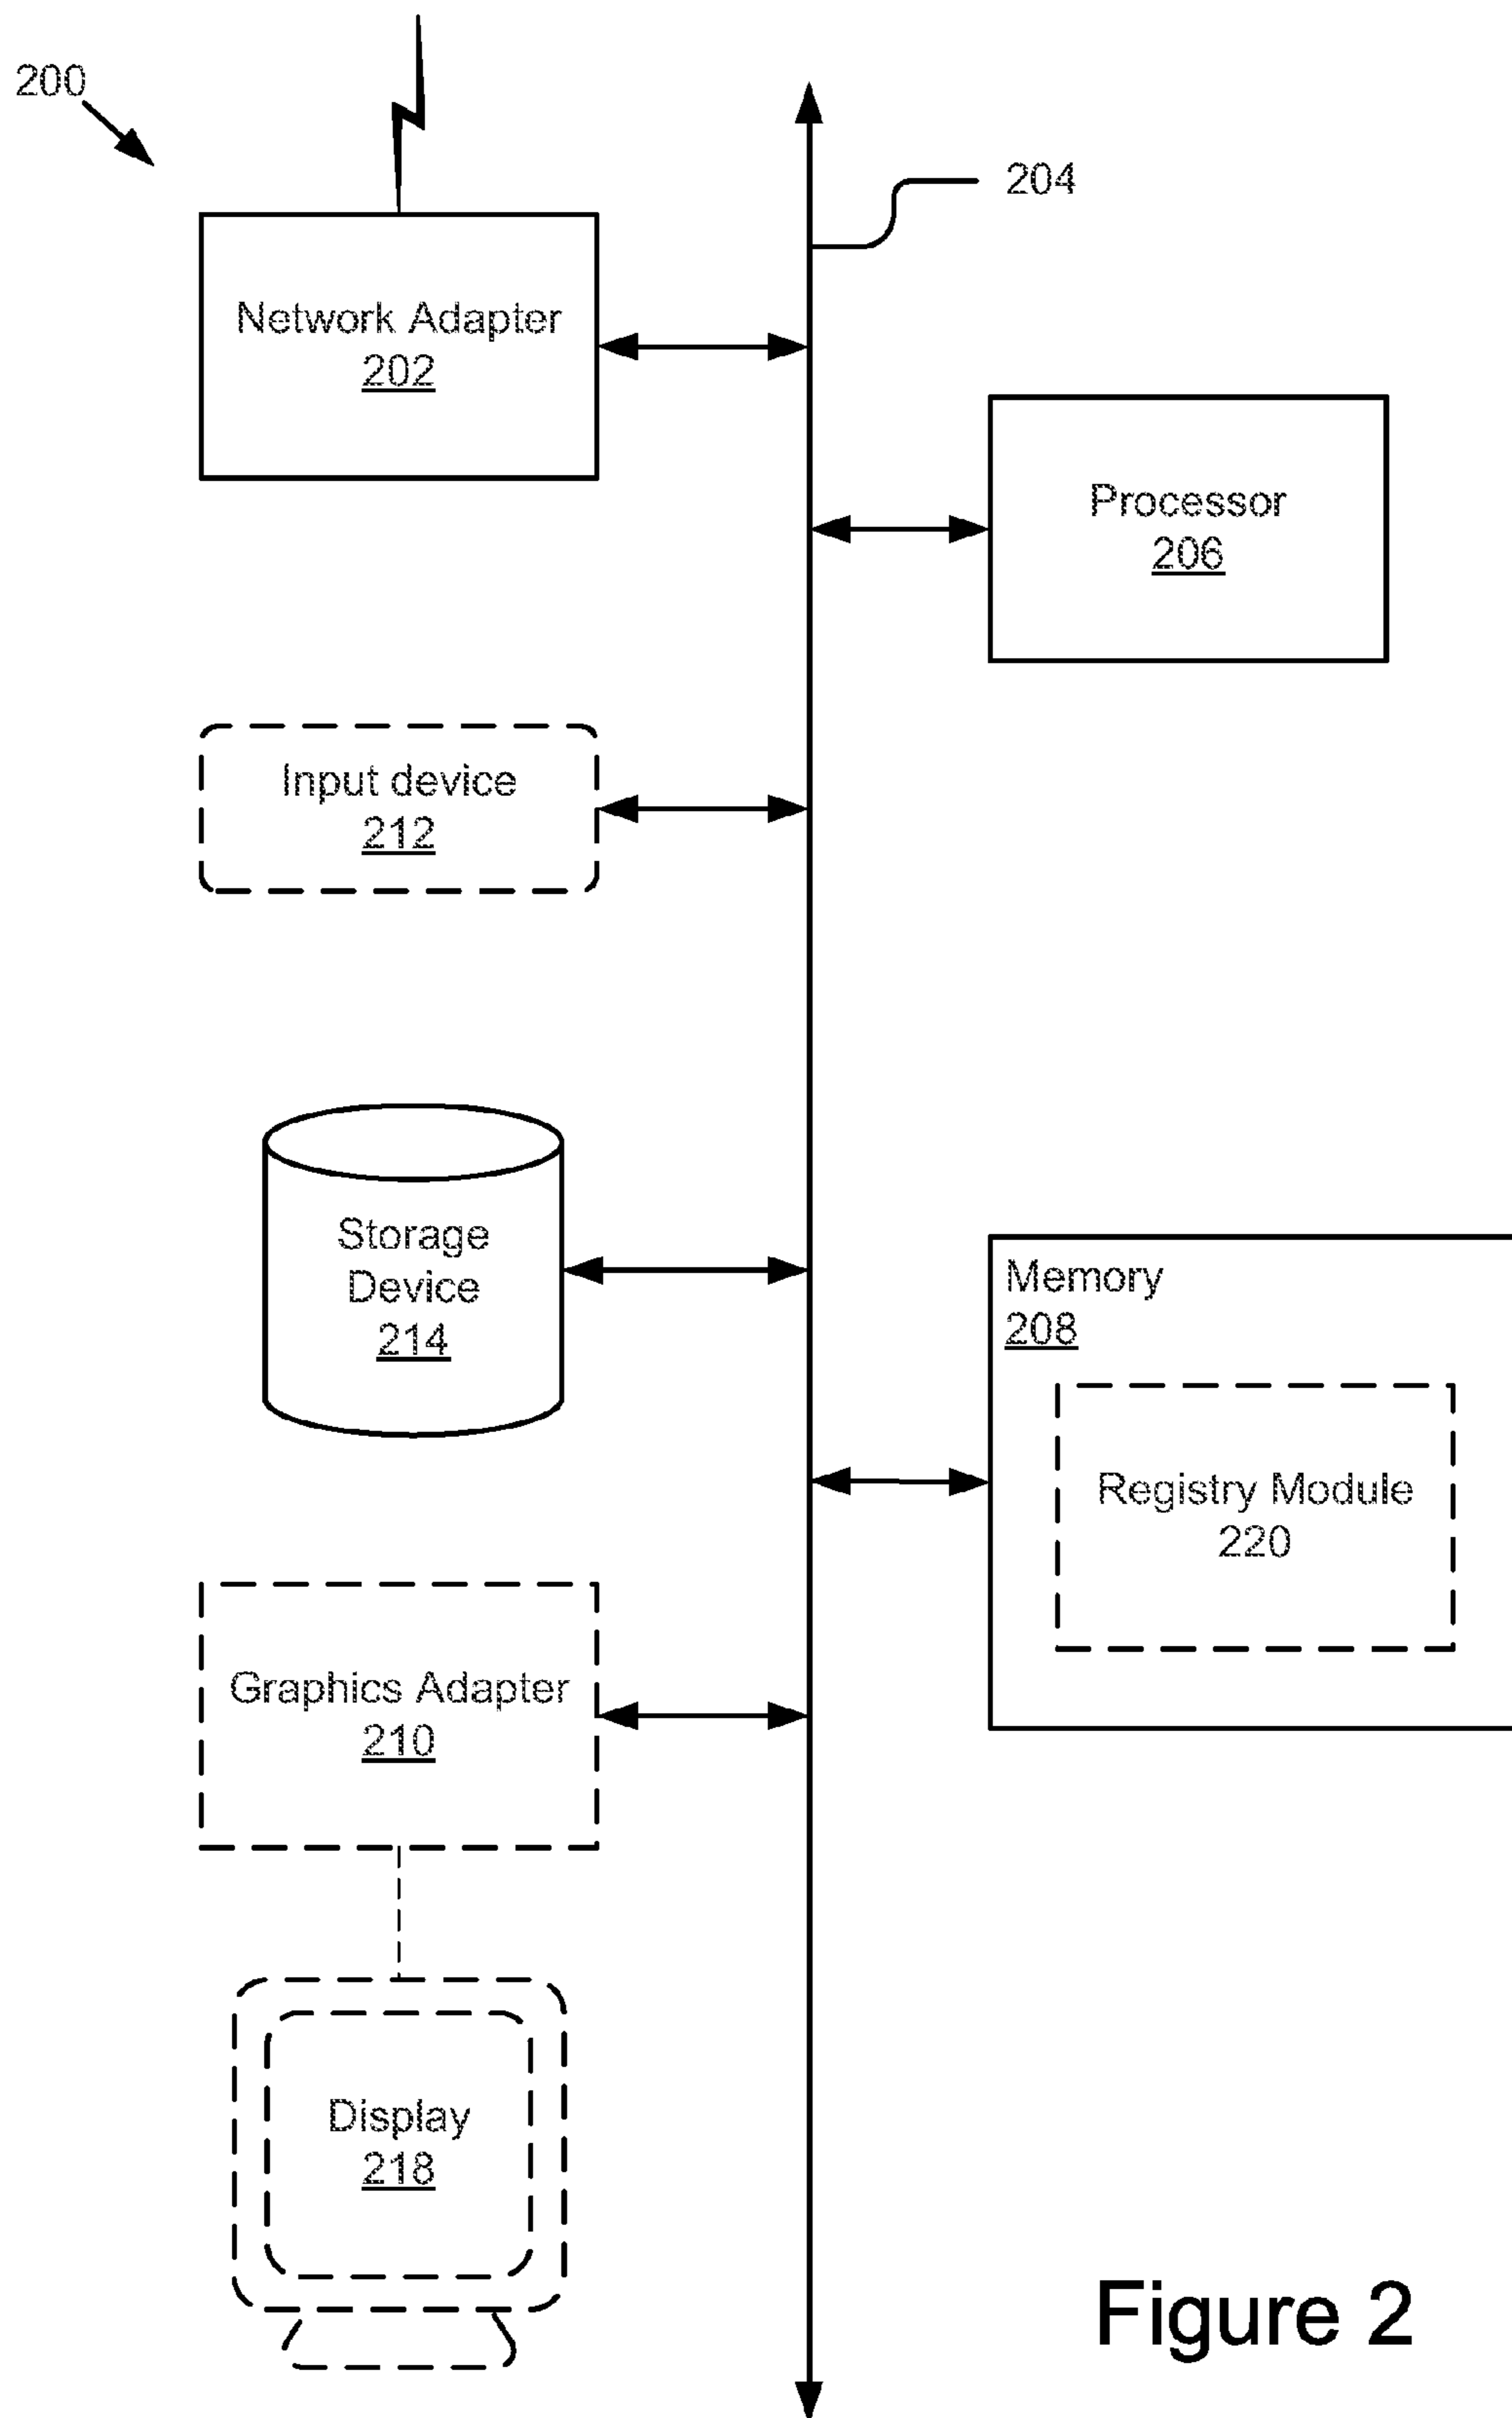 200
204
Network Adapter
202
Processor
206
Input device
212
Storage
Device
214
Memory
208
Registry Module
220
Graphics Adapter
210
Display
218
Figure 2